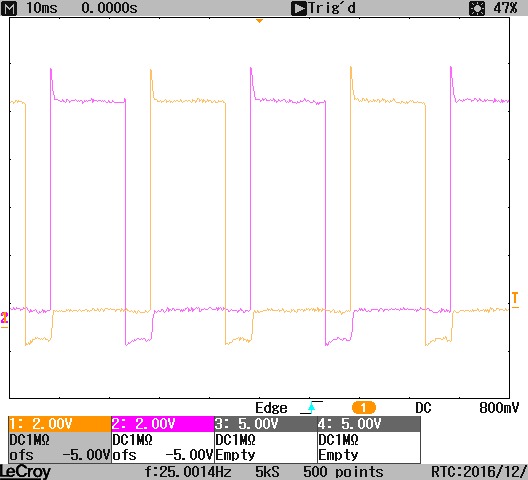 M 10ms 0.0000s Trig'd 47%
T
2
Edge 1 DC 800mV
1: 2.00V 2: 2.00V 3: 5.00V 4: 5.00V
DC1MΩ DC1MΩ DC1MΩ DC1MΩ
ofs -5.00V ofs -5.00V Empty Empty
LeCroy f:25.0014Hz 5kS 500 points RTC:2016/12/